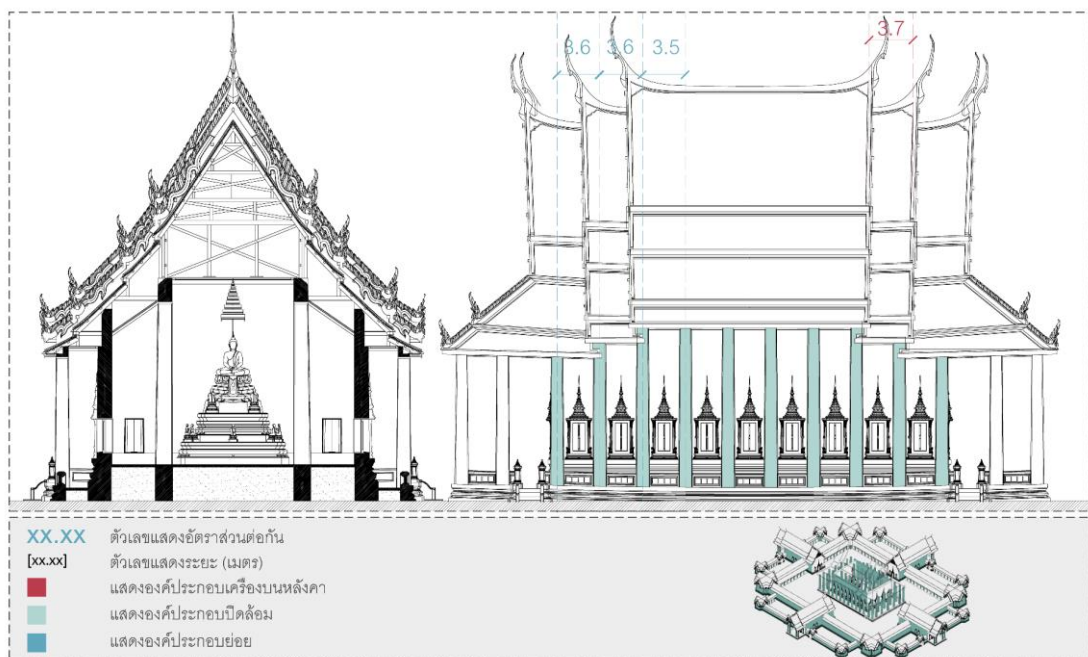 3.6 3.6 3.5 3.7
XX.XX ตัวเลขแสดงอัตราส่วนต่อกัน
[xx.xx] ตัวเลขแสดงระยะ (เมตร)
แสดงองค์ประกอบเครื่องบนหลังคา
แสดงองค์ประกอบปิดล้อม
แสดงองค์ประกอบย่อย